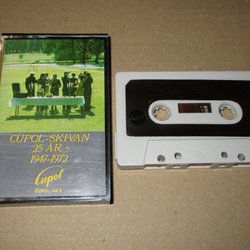 CUPOL-SKIVAN
25 ÅR
1947-1972
Cupol